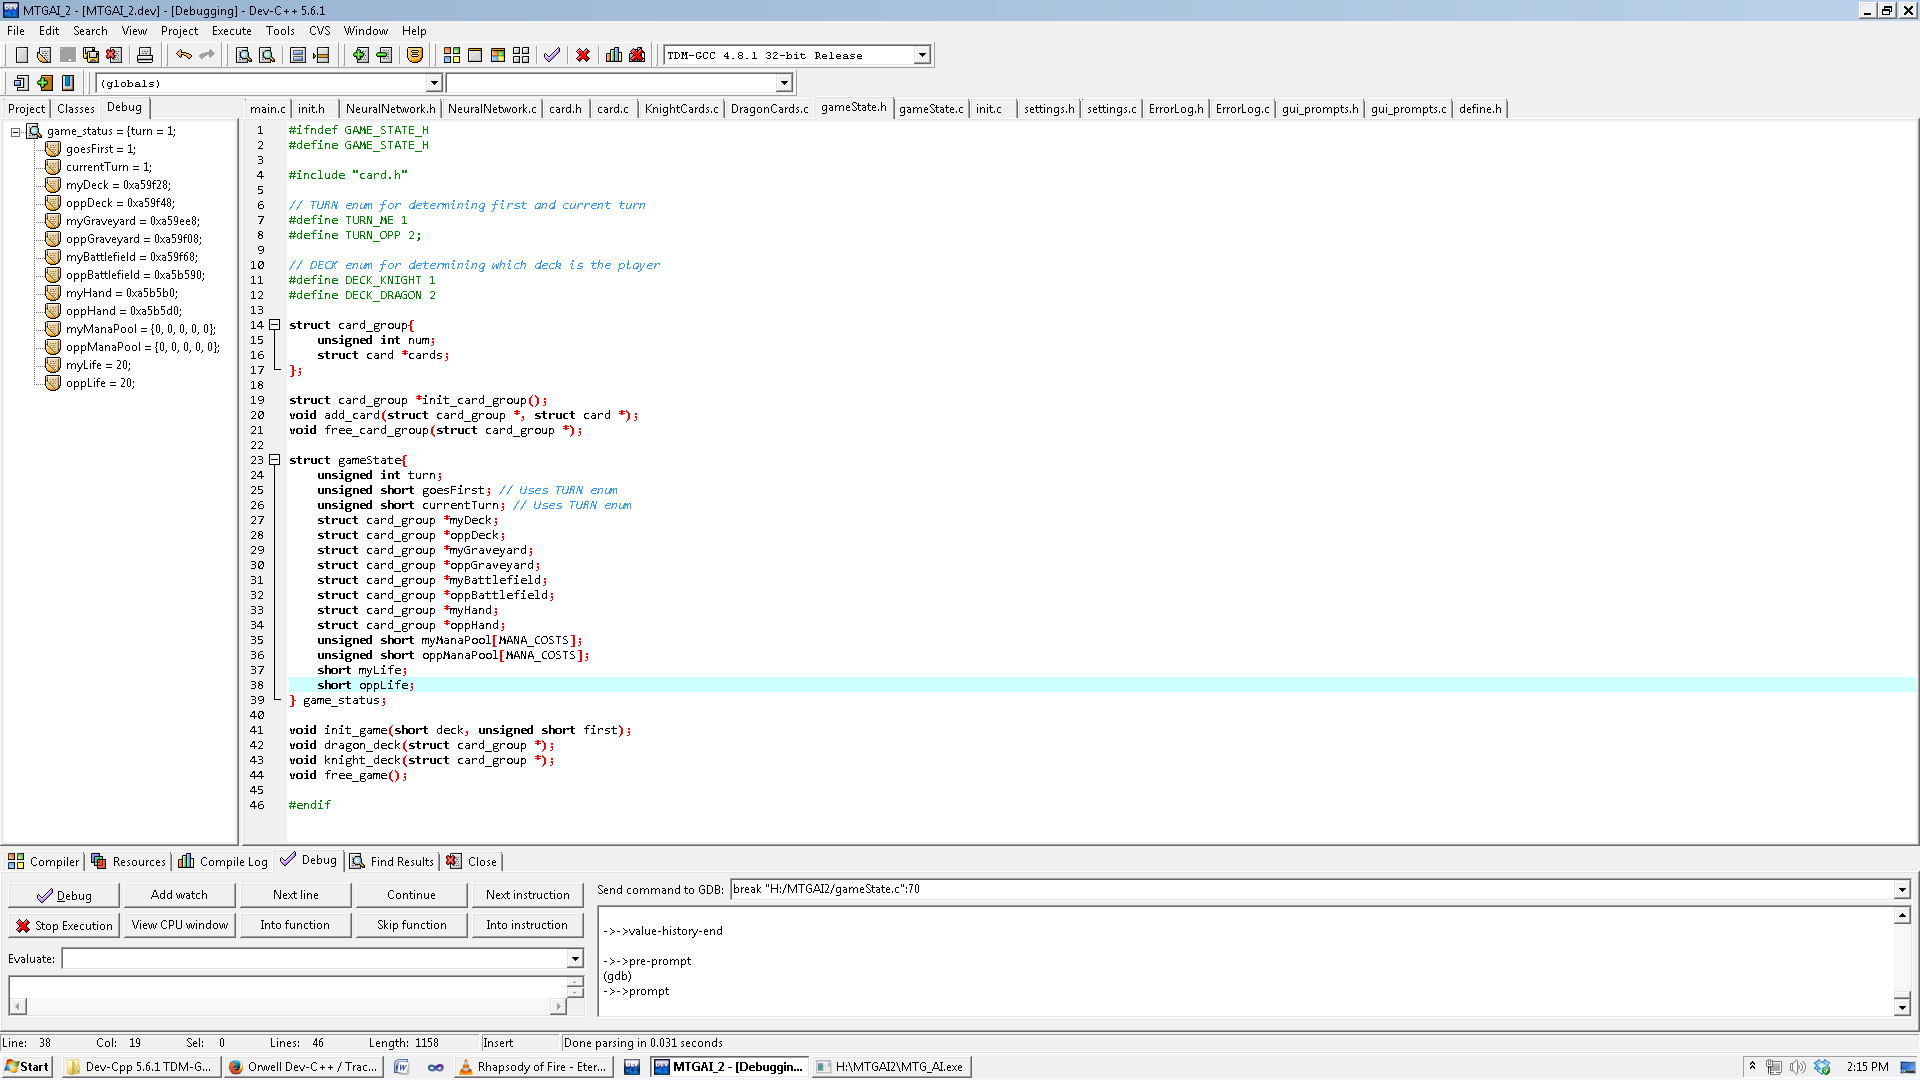 MTGAI_2 - [MTGAI_2.dev] - [Debugging] - Dev-C++ 5.6.1
File Edit Search View Project Execute Tools CVS Window Help
TDM-GCC 4.8.1 32-bit Release
(globals)
Project Classes Debug
main.c init.h NeuralNetwork.h NeuralNetwork.c card.h card.c KnightCards.c DragonCards.c gameState.h gameState.c init.c settings.h settings.c ErrorLog.h ErrorLog.c gui_prompts.h gui_prompts.c define.h
game_status = {turn = 1;
goesFirst = 1;
currentTurn = 1;
myDeck = 0xa59f28;
oppDeck = 0xa59f48;
myGraveyard = 0xa59ee8;
oppGraveyard = 0xa59f08;
myBattlefield = 0xa59f68;
oppBattlefield = 0xa5b590;
myHand = 0xa5b5b0;
oppHand = 0xa5b5d0;
myManaPool = {0, 0, 0, 0, 0};
oppManaPool = {0, 0, 0, 0, 0};
myLife = 20;
oppLife = 20;
1 #ifndef GAME_STATE_H
2 #define GAME_STATE_H
3
4 #include "card.h"
5
6 // TURN enum for determining first and current turn
7 #define TURN_ME 1
8 #define TURN_OPP 2;
9
10 // DECK enum for determining which deck is the player
11 #define DECK_KNIGHT 1
12 #define DECK_DRAGON 2
13
14 struct card_group{
15 unsigned int num;
16 struct card *cards;
17 };
18
19 struct card_group *init_card_group();
20 void add_card(struct card_group *, struct card *);
21 void free_card_group(struct card_group *);
22
23 struct gameState{
24 unsigned int turn;
25 unsigned short goesFirst; // Uses TURN enum
26 unsigned short currentTurn; // Uses TURN enum
27 struct card_group *myDeck;
28 struct card_group *oppDeck;
29 struct card_group *myGraveyard;
30 struct card_group *oppGraveyard;
31 struct card_group *myBattlefield;
32 struct card_group *oppBattlefield;
33 struct card_group *myHand;
34 struct card_group *oppHand;
35 unsigned short myManaPool[MANA_COSTS];
36 unsigned short oppManaPool[MANA_COSTS];
37 short myLife;
38 short oppLife;
39 } game_status;
40
41 void init_game(short deck, unsigned short first);
42 void dragon_deck(struct card_group *);
43 void knight_deck(struct card_group *);
44 void free_game();
45
46 #endif
Compiler Resources Compile Log Debug Find Results Close
Debug Add watch Next line Continue Next instruction
Stop Execution View CPU window Into function Skip function Into instruction
Evaluate:
Send command to GDB: break "H:/MTGAI2/gameState.c":70
->->value-history-end
->->pre-prompt
(gdb)
->->prompt
Line: 38 Col: 19 Sel: 0 Lines: 46 Length: 1158 Insert Done parsing in 0.031 seconds
Start Dev-Cpp 5.6.1 TDM-G... Orwell Dev-C++ / Trac... Rhapsody of Fire - Eter... MTGAI_2 - [Debuggin... H:\MTGAI2\MTG_AI.exe 2:15 PM